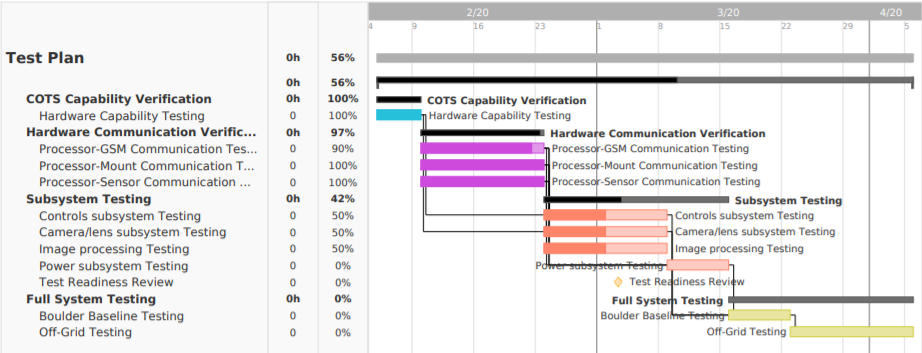 2/20 3/20 4/20
4 9 16 23 1 8 15 22 29 5
Test Plan 0h 56%
0h 56%
COTS Capability Verification 0h 100% COTS Capability Verification
Hardware Capability Testing 0 100% Hardware Capability Testing
Hardware Communication Verific... 0h 97% Hardware Communication Verification
Processor-GSM Communication Tes... 0 90% Processor-GSM Communication Testing
Processor-Mount Communication T... 0 100% Processor-Mount Communication Testing
Processor-Sensor Communication ... 0 100% Processor-Sensor Communication Testing
Subsystem Testing 0h 42% Subsystem Testing
Controls subsystem Testing 0 50% Controls subsystem Testing
Camera/lens subsystem Testing 0 50% Camera/lens subsystem Testing
Image processing Testing 0 50% Image processing Testing
Power subsystem Testing 0 0% Power subsystem Testing
Test Readiness Review 0 0% Test Readiness Review
Full System Testing 0h 0% Full System Testing
Boulder Baseline Testing 0 0% Boulder Baseline Testing
Off-Grid Testing 0 0% Off-Grid Testing